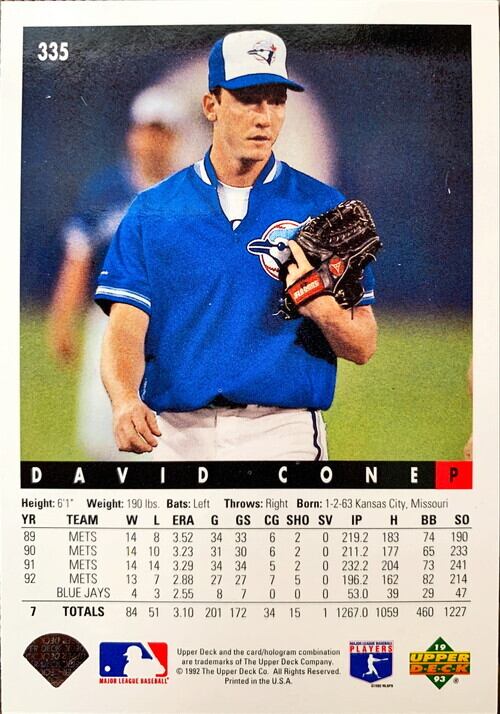 335
DAVID CONE P
Height: 6'1" Weight: 190 lbs. Bats: Left Throws: Right Born: 1-2-63 Kansas City, Missouri
YR TEAM W L ERA G GS CG SHO SV IP H BB SO
89 METS 14 8 3.52 34 33 6 2 0 219.2 183 74 190
90 METS 14 10 3.23 31 30 6 2 0 211.2 177 65 233
91 METS 14 14 3.29 34 34 5 2 0 232.2 204 73 241
92 METS 13 7 2.88 27 27 7 5 0 196.2 162 82 214
BLUE JAYS 4 3 2.55 8 7 0 0 0 53.0 39 29 47
7 TOTALS 84 51 3.10 201 172 34 15 1 1267.0 1059 460 1227
MAJOR LEAGUE BASEBALL®
Upper Deck and the card/hologram combination
are trademarks of The Upper Deck Company.
© 1992 The Upper Deck Co. All Rights Reserved.
Printed in the U.S.A.
MAJOR LEAGUE BASEBALL
PLAYERS
©1992 MLBPA
19
UPPER
DECK
93